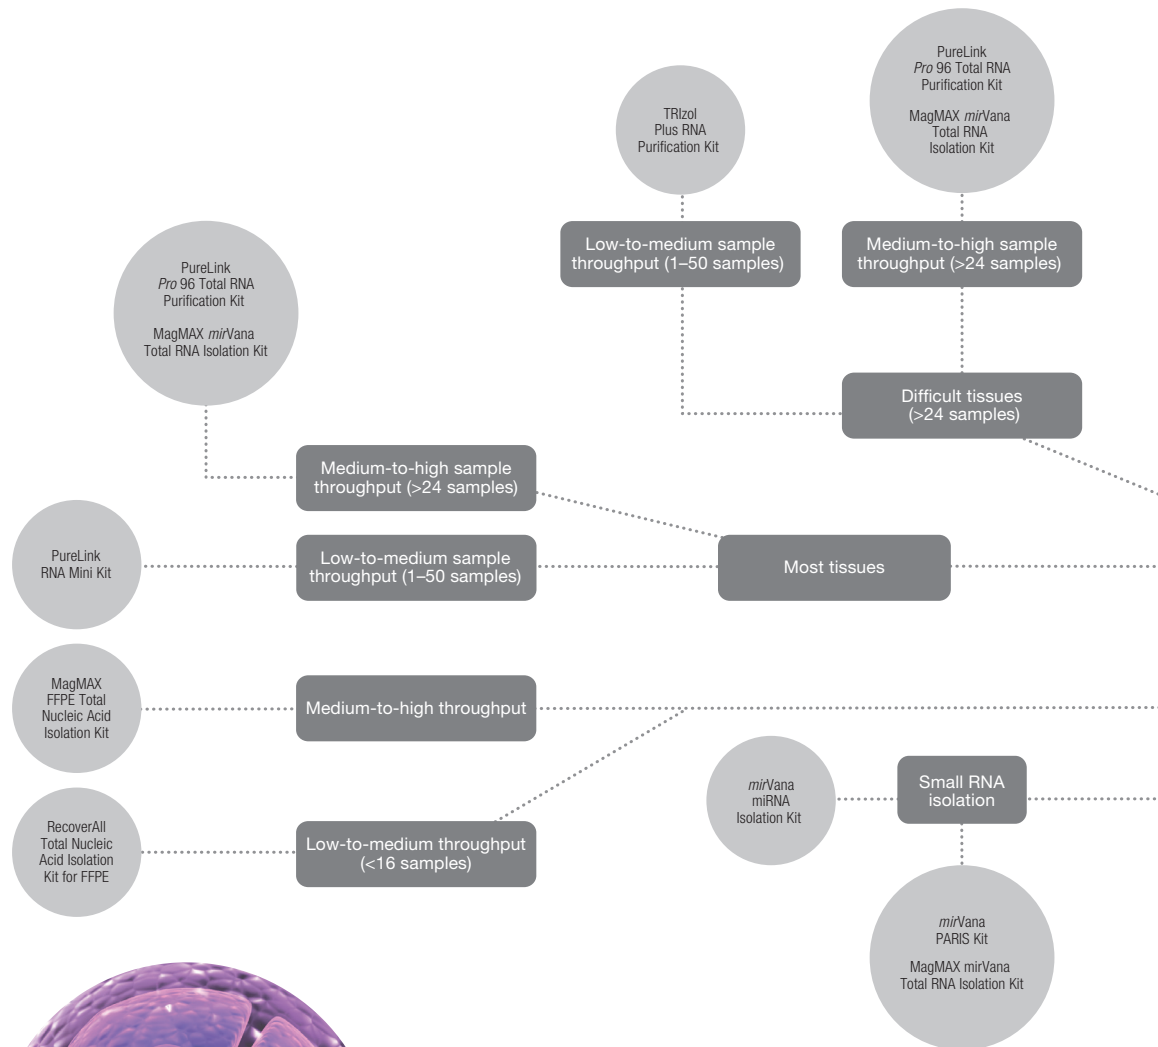 PureLink
Pro 96 Total RNA
Purification Kit
MagMAX mirVana
Total RNA
Isolation Kit
TRIzol
Plus RNA
Purification Kit
Low-to-medium sample
throughput (1–50 samples)
Medium-to-high sample
throughput (>24 samples)
PureLink
Pro 96 Total RNA
Purification Kit
MagMAX mirVana
Total RNA Isolation Kit
Difficult tissues
(>24 samples)
Medium-to-high sample
throughput (>24 samples)
PureLink
RNA Mini Kit
Low-to-medium sample
throughput (1–50 samples)
Most tissues
MagMAX
FFPE Total
Nucleic Acid
Isolation Kit
Medium-to-high throughput
mirVana
miRNA
Isolation Kit
Small RNA
isolation
RecoverAll
Total Nucleic
Acid Isolation
Kit for FFPE
Low-to-medium throughput
(<16 samples)
mirVana
PARIS Kit
MagMAX mirVana
Total RNA Isolation Kit